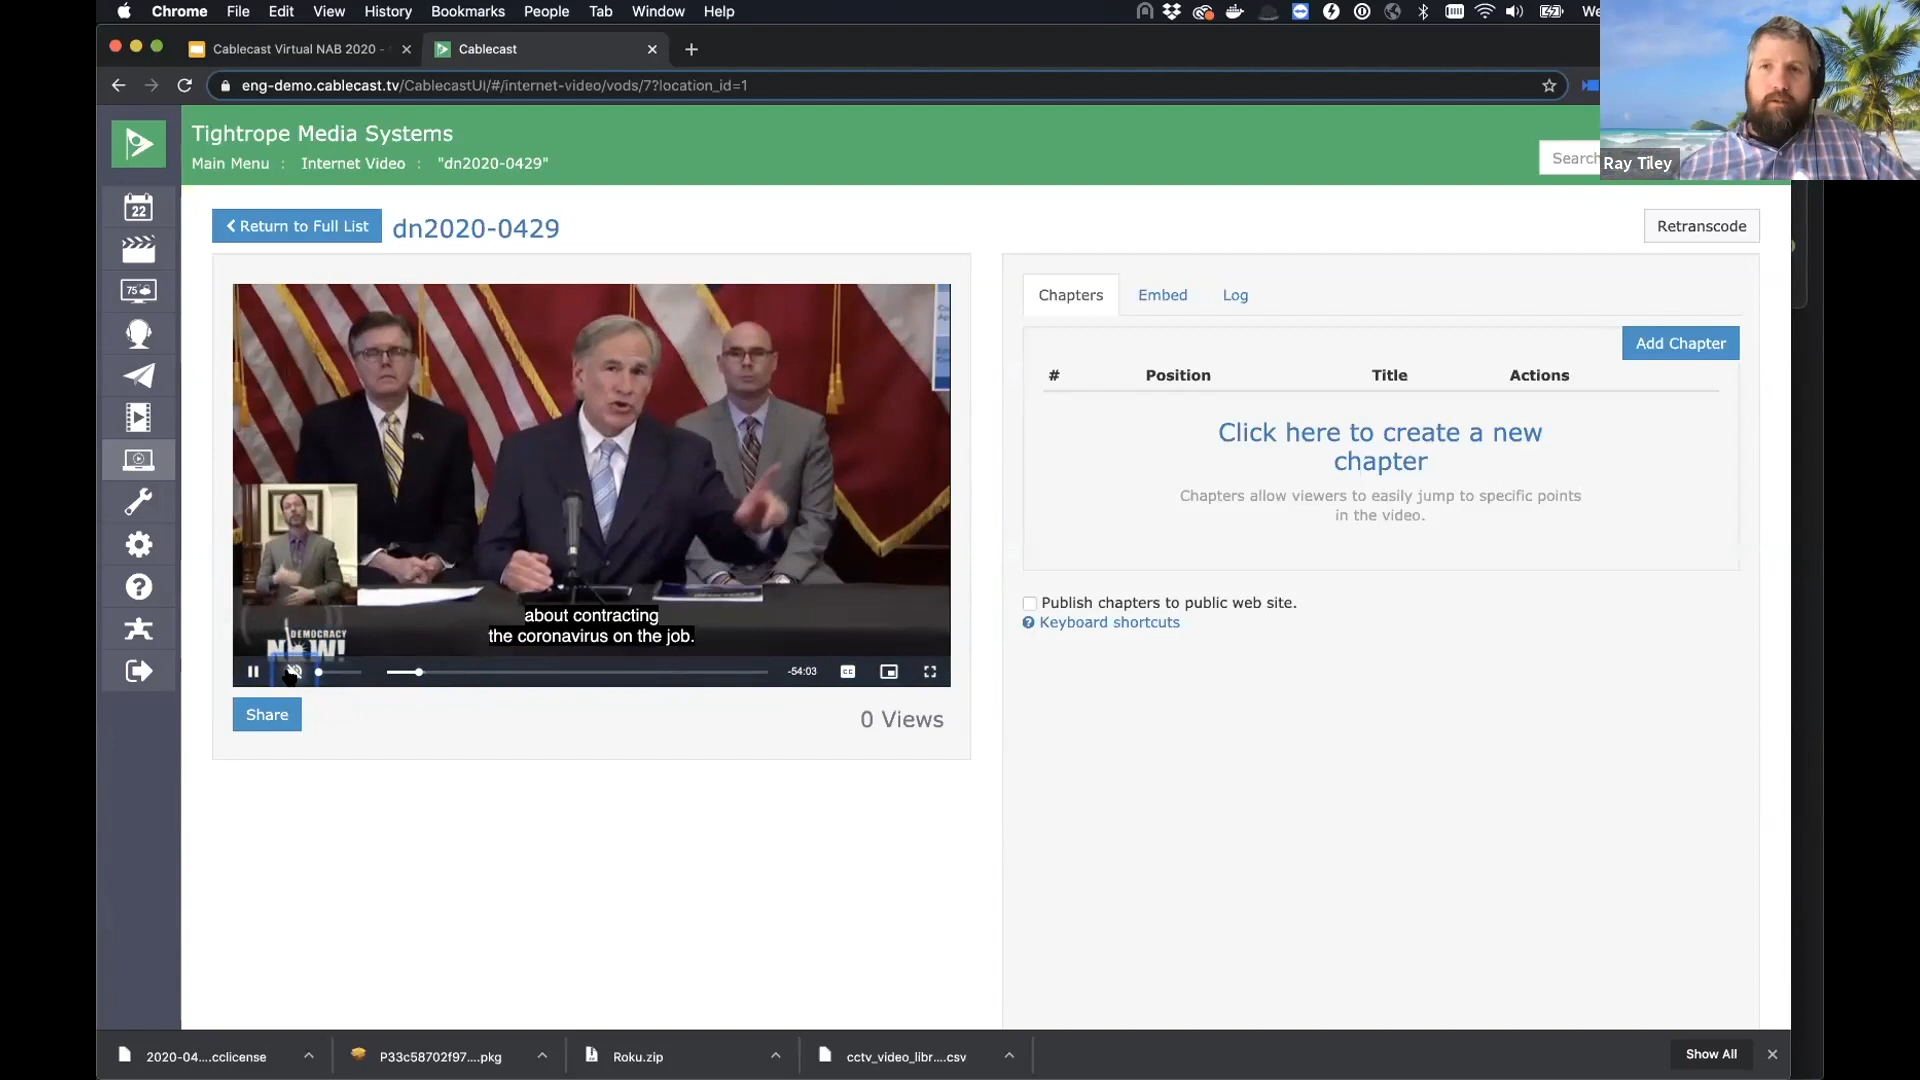 Chrome File Edit View History Bookmarks People Tab Window Help
We
Cablecast Virtual NAB 2020 -
Cablecast
eng-demo.cablecast.tv/CablecastUI/#/internet-video/vods/7?location_id=1
Tightrope Media Systems
Main Menu : Internet Video : "dn2020-0429"
Search
Ray Tiley
22
75°
Return to Full List
dn2020-0429
Retranscode
Chapters Embed Log
Add Chapter
# Position Title Actions
Click here to create a new
chapter
Chapters allow viewers to easily jump to specific points
in the video.
Publish chapters to public web site.
Keyboard shortcuts
about contracting
the coronavirus on the job.
DEMOCRACY
NOW!
-54:03
CC
Share
0 Views
2020-04....cclicense
P33c58702f97....pkg
Roku.zip
cctv_video_libr....csv
Show All